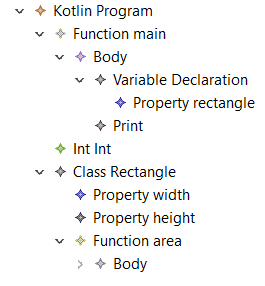 Kotlin Program
Function main
Body
Variable Declaration
Property rectangle
Print
Int Int
Class Rectangle
Property width
Property height
Function area
Body